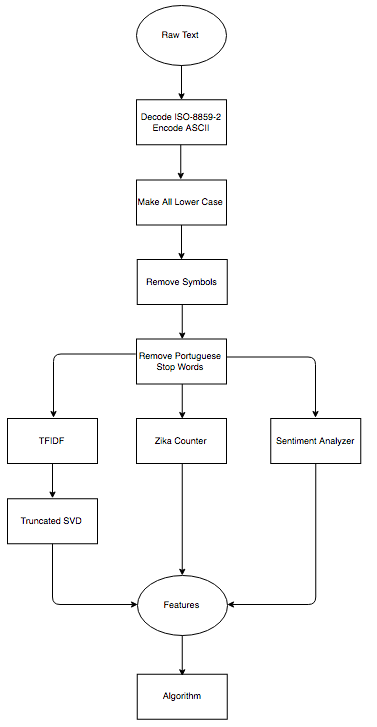 Raw Text
Decode ISO-8859-2
Encode ASCII
Make All Lower Case
Remove Symbols
Remove Portuguese
Stop Words
TFIDF
Zika Counter
Sentiment Analyzer
Truncated SVD
Features
Algorithm